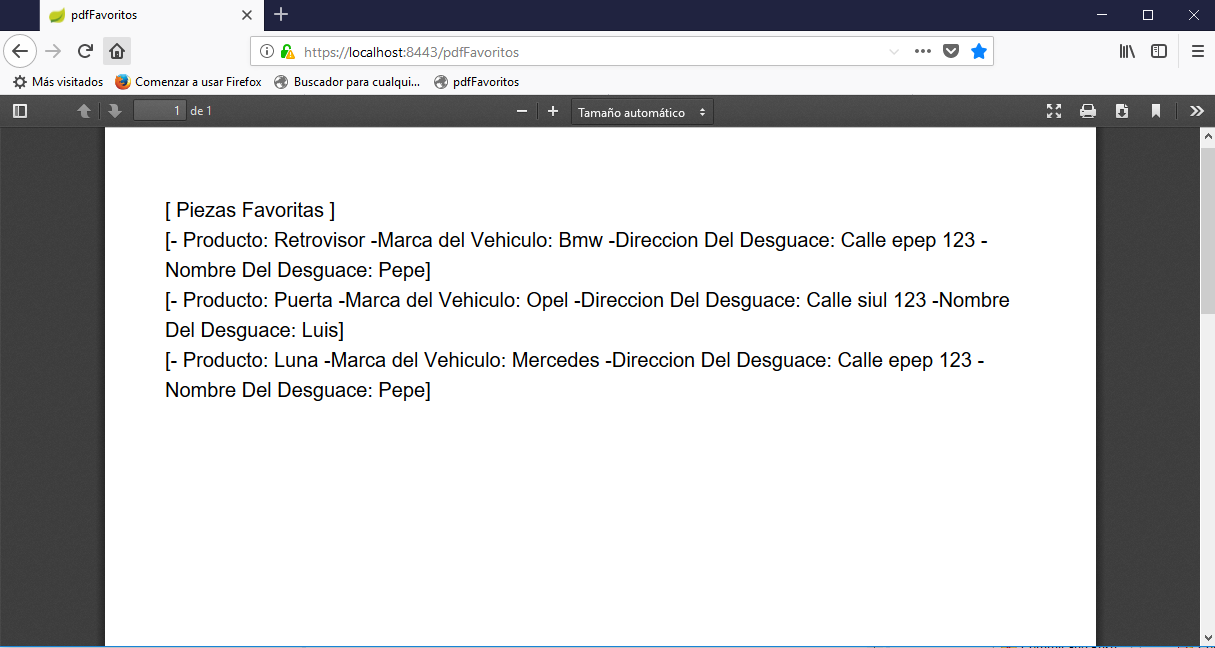 pdfFavoritos
https://localhost:8443/pdfFavoritos
Más visitados Comenzar a usar Firefox Buscador para cualqui... pdfFavoritos
1 de 1 Tamaño automático
[ Piezas Favoritas ]
[- Producto: Retrovisor -Marca del Vehiculo: Bmw -Direccion Del Desguace: Calle epep 123 -
Nombre Del Desguace: Pepe]
[- Producto: Puerta -Marca del Vehiculo: Opel -Direccion Del Desguace: Calle siul 123 -Nombre
Del Desguace: Luis]
[- Producto: Luna -Marca del Vehiculo: Mercedes -Direccion Del Desguace: Calle epep 123 -
Nombre Del Desguace: Pepe]